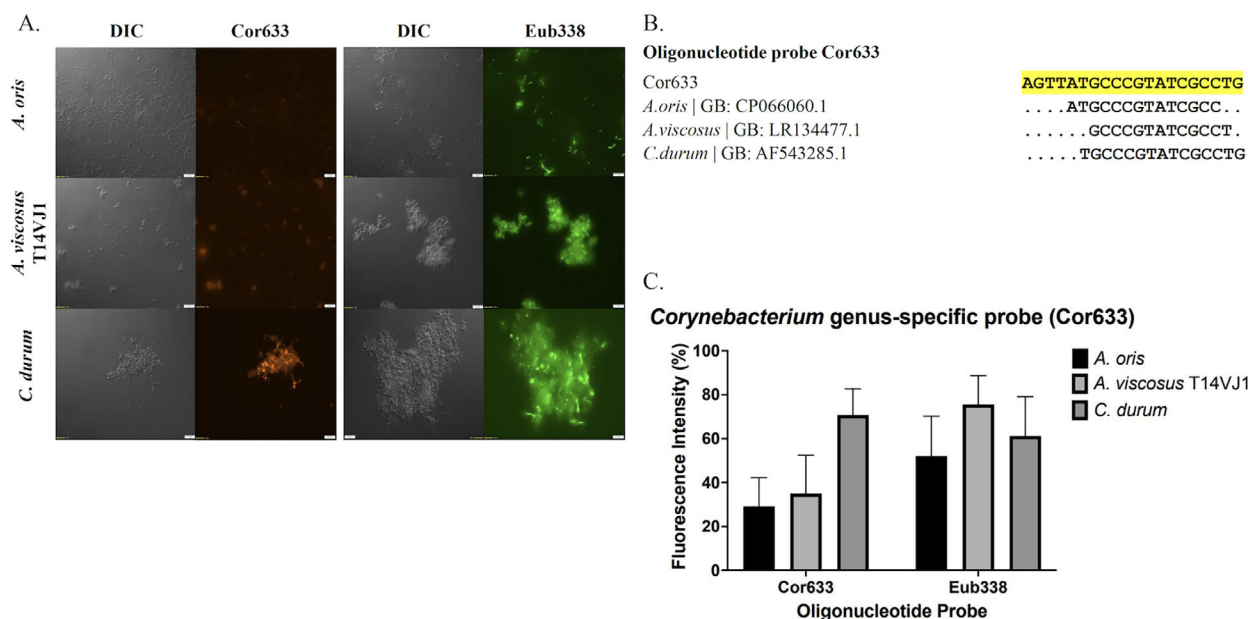 A.
DIC Cor633 DIC Eub338
A. oris
A. viscosus
T14VJ1
C. durum
B.
Oligonucleotide probe Cor633
Cor633 AGTTATGCCCGTATCGCCTG
A.oris | GB: CP066060.1 ....ATGCCCGTATCGCC..
A.viscosus | GB: LR134477.1 ......GCCCGTATCGCCT.
C.durum | GB: AF543285.1 .....TGCCCGTATCGCCTG
C.
Corynebacterium genus-specific probe (Cor633)
Fluorescence Intensity (%)
100
80
60
40
20
0
Cor633 Eub338
Oligonucleotide Probe
A. oris
A. viscosus T14VJ1
C. durum